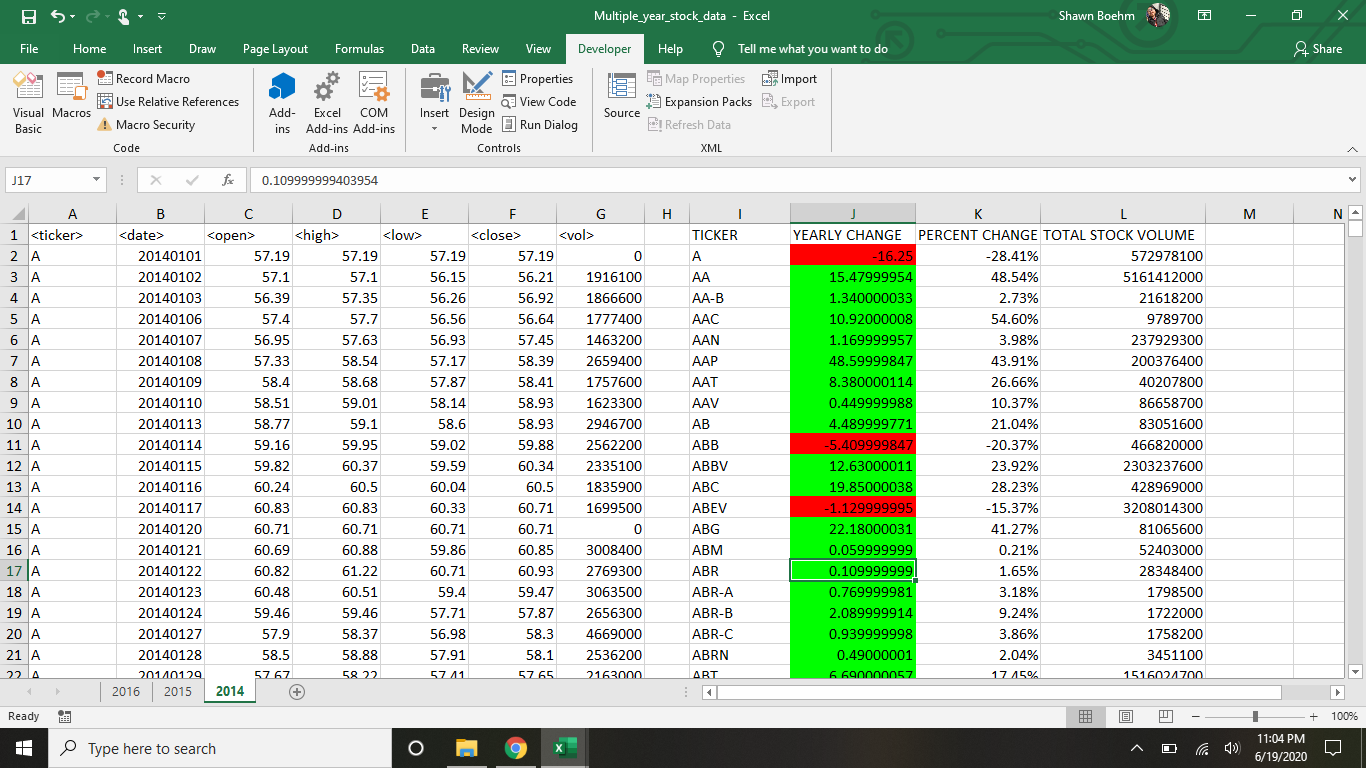 Multiple_year_stock_data - Excel Shawn Boehm
File Home Insert Draw Page Layout Formulas Data Review View Developer Help Tell me what you want to do Share
Visual Basic
Macros
Record Macro
Use Relative References
Macro Security
Code
Add-ins
Excel Add-ins
COM Add-ins
Add-ins
Insert
Design Mode
Properties
View Code
Run Dialog
Controls
Source
Map Properties
Expansion Packs
Refresh Data
Import
Export
XML
J17 fx 0.109999999403954
A B C D E F G H I J K L M N
1 <ticker> <date> <open> <high> <low> <close> <vol> TICKER YEARLY CHANGE PERCENT CHANGE TOTAL STOCK VOLUME
2 A 20140101 57.19 57.19 57.19 57.19 0 A -16.25 -28.41% 572978100
3 A 20140102 57.1 57.1 56.15 56.21 1916100 AA 15.47999954 48.54% 5161412000
4 A 20140103 56.39 57.35 56.26 56.92 1866600 AA-B 1.340000033 2.73% 21618200
5 A 20140106 57.4 57.7 56.56 56.64 1777400 AAC 10.92000008 54.60% 9789700
6 A 20140107 56.95 57.63 56.93 57.45 1463200 AAN 1.169999957 3.98% 237929300
7 A 20140108 57.33 58.54 57.17 58.39 2659400 AAP 48.59999847 43.91% 200376400
8 A 20140109 58.4 58.68 57.87 58.41 1757600 AAT 8.380000114 26.66% 40207800
9 A 20140110 58.51 59.01 58.14 58.93 1623300 AAV 0.449999988 10.37% 86658700
10 A 20140113 58.77 59.1 58.6 58.93 2946700 AB 4.489999771 21.04% 83051600
11 A 20140114 59.16 59.95 59.02 59.88 2562200 ABB -5.409999847 -20.37% 466820000
12 A 20140115 59.82 60.37 59.59 60.34 2335100 ABBV 12.63000011 23.92% 2303237600
13 A 20140116 60.24 60.5 60.04 60.5 1835900 ABC 19.85000038 28.23% 428969000
14 A 20140117 60.83 60.83 60.33 60.71 1699500 ABEV -1.129999995 -15.37% 3208014300
15 A 20140120 60.71 60.71 60.71 60.71 0 ABG 22.18000031 41.27% 81065600
16 A 20140121 60.69 60.88 59.86 60.85 3008400 ABM 0.059999999 0.21% 52403000
17 A 20140122 60.82 61.22 60.71 60.93 2769300 ABR 0.109999999 1.65% 28348400
18 A 20140123 60.48 60.51 59.4 59.47 3063500 ABR-A 0.769999981 3.18% 1798500
19 A 20140124 59.46 59.46 57.71 57.87 2656300 ABR-B 2.089999914 9.24% 1722000
20 A 20140127 57.9 58.37 56.98 58.3 4669000 ABR-C 0.939999998 3.86% 1758200
21 A 20140128 58.5 58.88 57.91 58.1 2536200 ABRN 0.49000001 2.04% 3451100
22 A 20140129 57.67 58.22 57.41 57.65 2163000 ABT 6.690000057 17.45% 1516024700
2016 2015 2014
Ready 100%
Type here to search
11:04 PM
6/19/2020